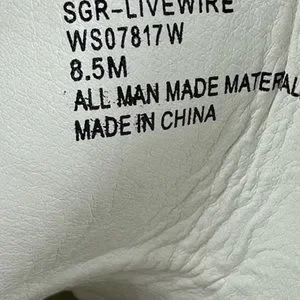 SGR-LIVEWIRE
WS07817W
8.5M
ALL MAN MADE MATERIAL
MADE IN CHINA